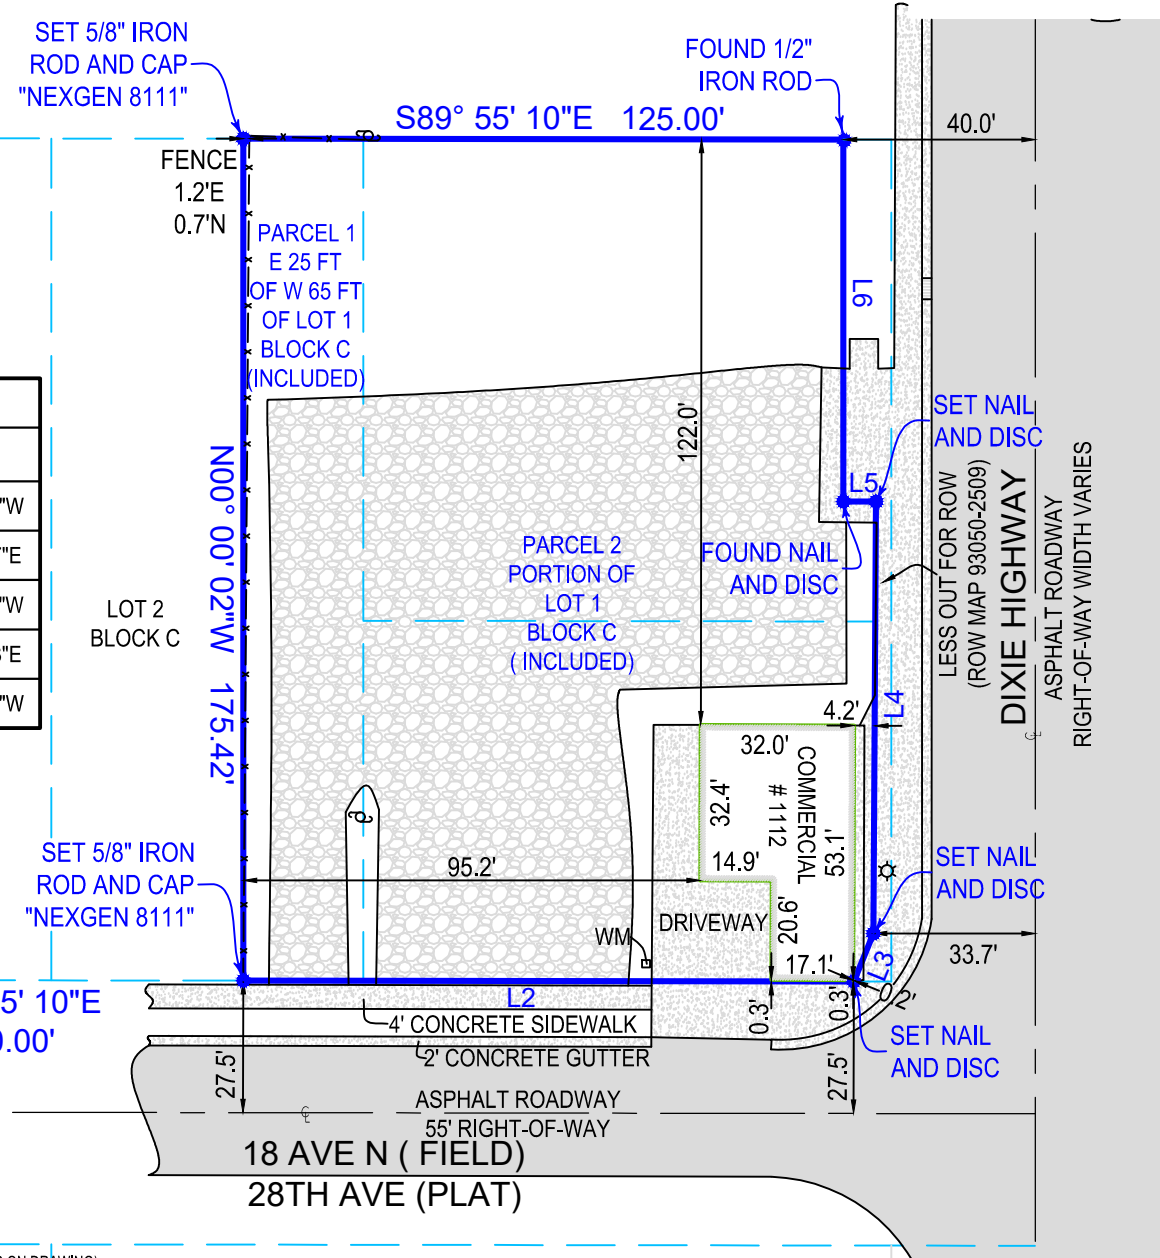 SET 5/8" IRON
ROD AND CAP
"NEXGEN 8111"
FOUND 1/2"
IRON ROD
S89° 55' 10"E 125.00'
40.0'
FENCE
1.2'E
0.7'N
PARCEL 1
E 25 FT
OF W 65 FT
OF LOT 1
BLOCK C
(INCLUDED)
L6
122.0'
SET NAIL
AND DISC
N00° 00' 02"W 175.42'
L5
"W
"E
"W
"E
"W
LOT 2
BLOCK C
PARCEL 2
PORTION OF
LOT 1
BLOCK C
( INCLUDED)
FOUND NAIL
AND DISC
LESS OUT FOR ROW
(ROW MAP 93050-2509)
DIXIE HIGHWAY
ASPHALT ROADWAY
RIGHT-OF-WAY WIDTH VARIES
L4
4.2'
32.0'
32.4'
COMMERCIAL
# 1112
53.1'
14.9'
20.6'
17.1'
95.2'
DRIVEWAY
WM
SET 5/8" IRON
ROD AND CAP
"NEXGEN 8111"
SET NAIL
AND DISC
33.7'
L3
0.2'
0.3'
0.3'
L2
5' 10"E
0.00'
4' CONCRETE SIDEWALK
2' CONCRETE GUTTER
SET NAIL
AND DISC
27.5'
27.5'
ASPHALT ROADWAY
55' RIGHT-OF-WAY
18 AVE N ( FIELD)
28TH AVE (PLAT)